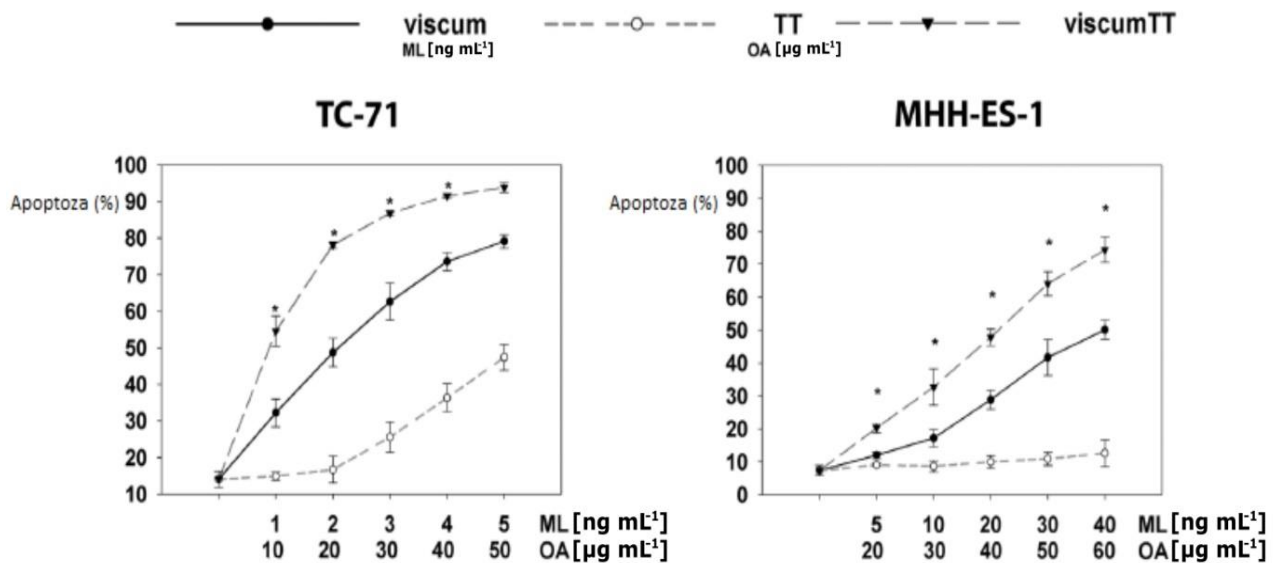 viscum TT viscumTT
ML [ng mL⁻¹] OA [µg mL⁻¹]
TC-71
100
90
Apoptoza (%)
80
70
60
50
40
30
20
10
* * * *
1 2 3 4 5 ML [ng mL⁻¹]
10 20 30 40 50 OA [µg mL⁻¹]
MHH-ES-1
100
90
Apoptoza (%)
80
70
60
50
40
30
20
10
0
* * * * *
5 10 20 30 40 ML [ng mL⁻¹]
20 30 40 50 60 OA [µg mL⁻¹]